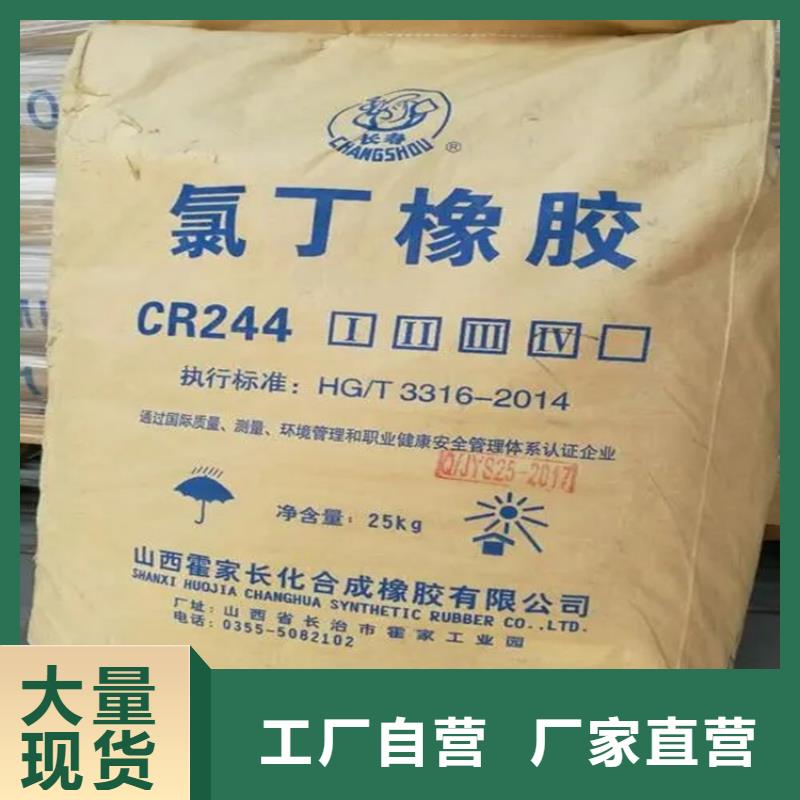 长春
CHANGSHOU ®
氯丁橡胶
CR244 I II III IV
执行标准：HG/T 3316-2014
通过国际质量、测量、环境管理和职业健康安全管理体系认证企业
Q/JYS25-2017
净含量：25kg
山西霍家长化合成橡胶有限公司
SHANXI HUOJIA CHANGHUA SYNTHETIC RUBBER CO.,LTD.
厂址：山西省长治市霍家工业园
电话：0355-5082102
大量
现货
工厂自营 厂家直营